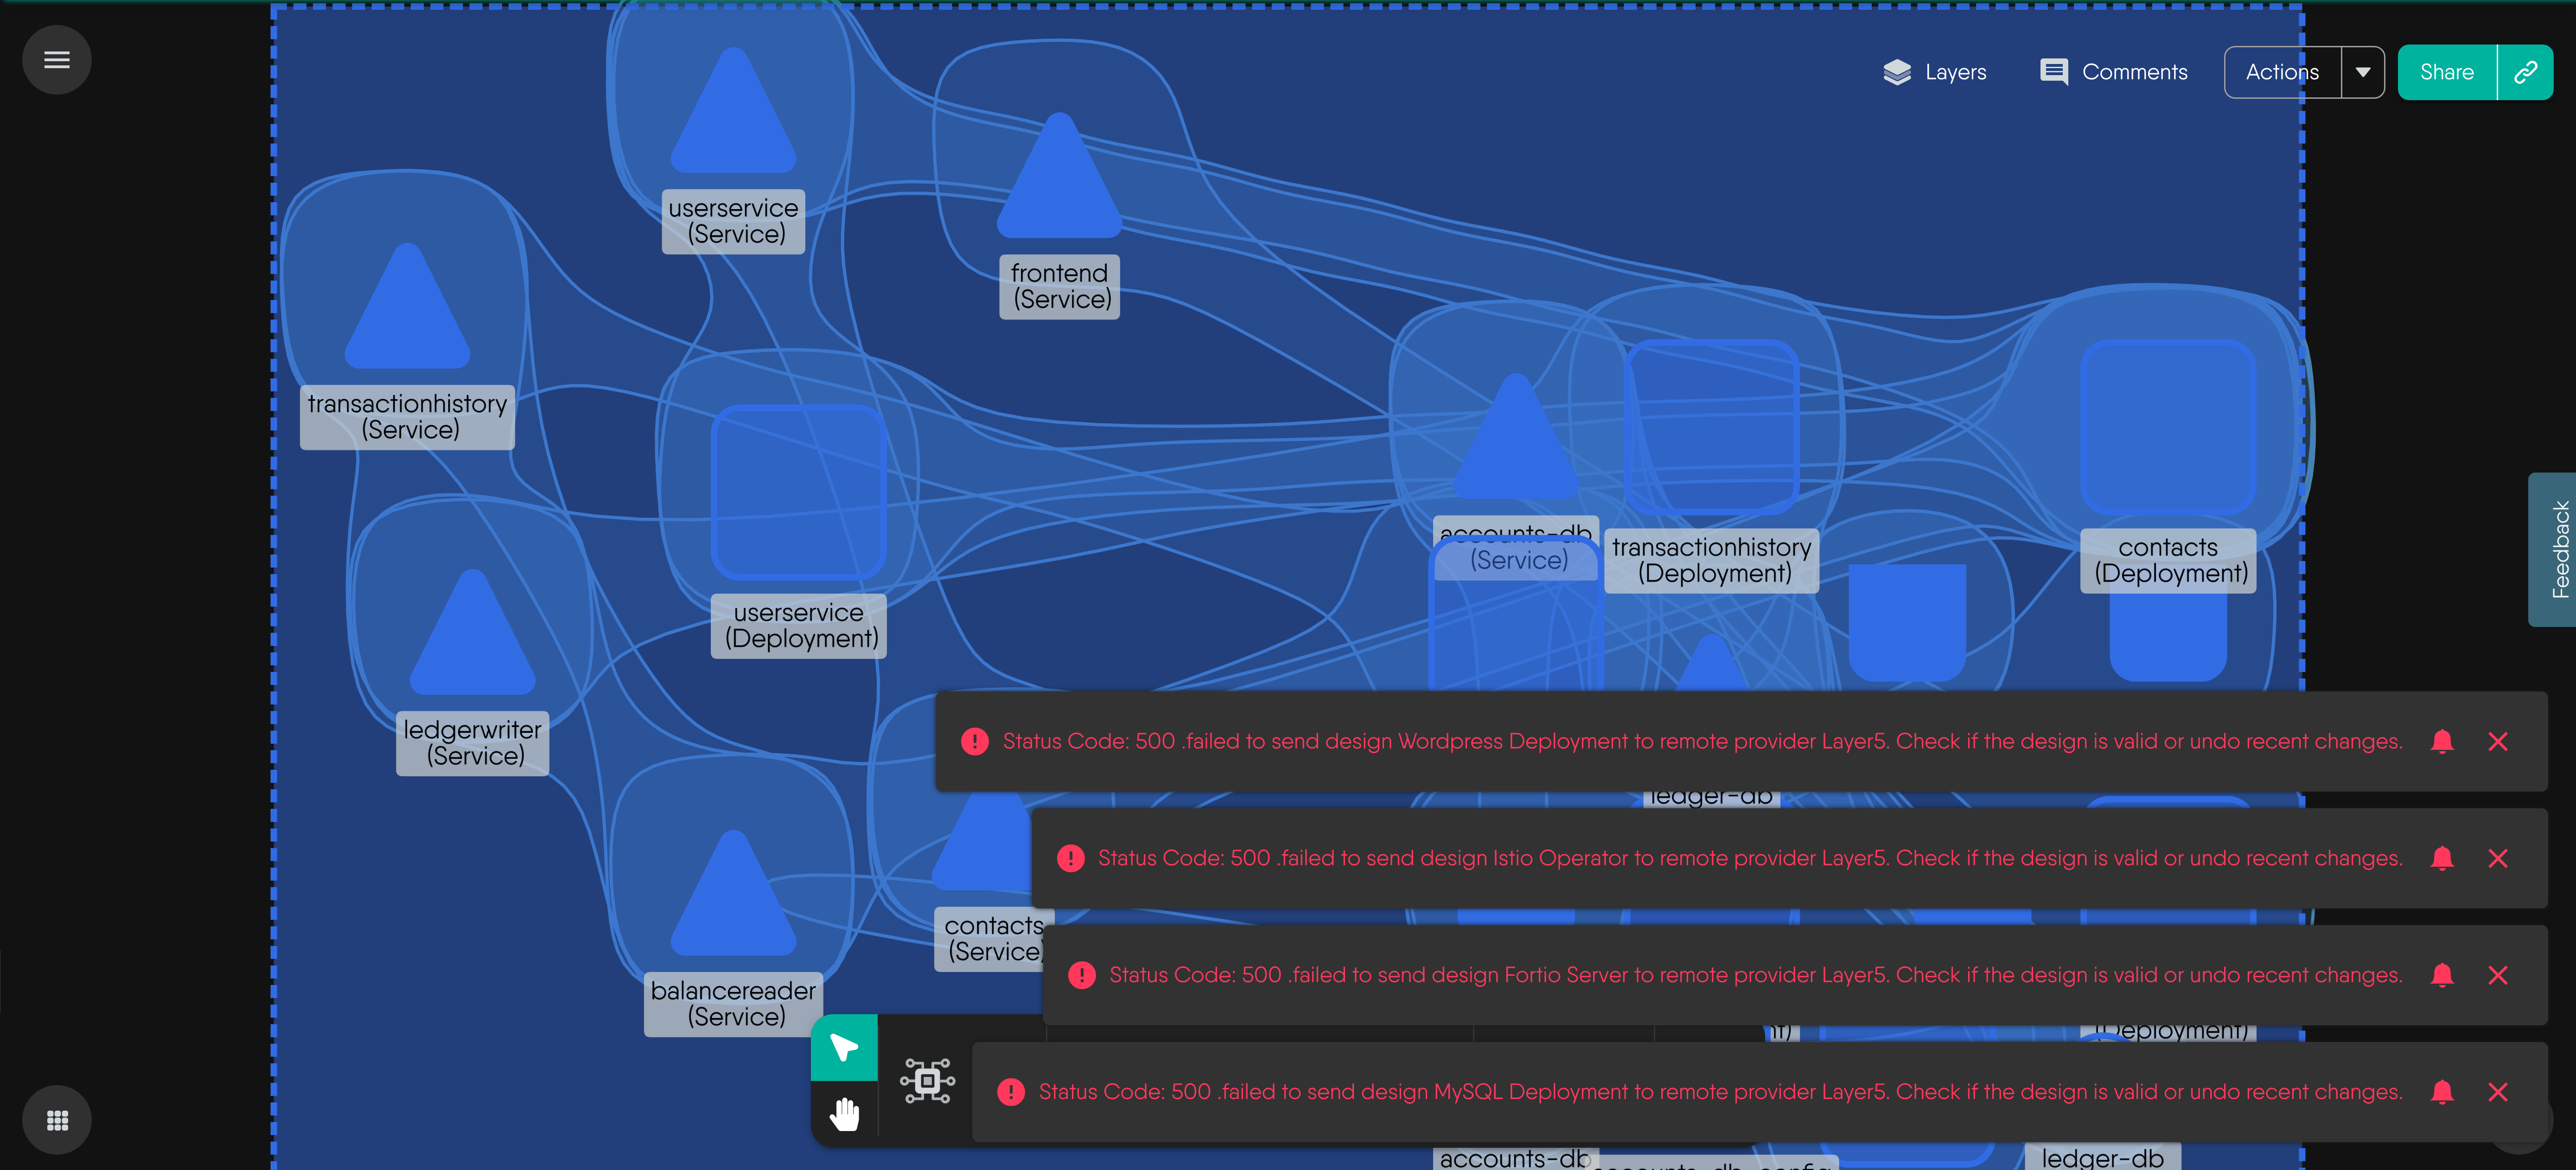 Layers
Comments
Actions
Share
userservice
(Service)
frontend
(Service)
transactionhistory
(Service)
accounts-db
(Service)
transactionhistory
(Deployment)
contacts
(Deployment)
Feedback
userservice
(Deployment)
ledgerwriter
(Service)
Status Code: 500 .failed to send design Wordpress Deployment to remote provider Layer5. Check if the design is valid or undo recent changes.
ledger-db
Status Code: 500 .failed to send design Istio Operator to remote provider Layer5. Check if the design is valid or undo recent changes.
contacts
(Service)
Status Code: 500 .failed to send design Fortio Server to remote provider Layer5. Check if the design is valid or undo recent changes.
balancereader
(Service)
(Deployment)
Status Code: 500 .failed to send design MySQL Deployment to remote provider Layer5. Check if the design is valid or undo recent changes.
accounts-db
accounts-db-config
ledger-db